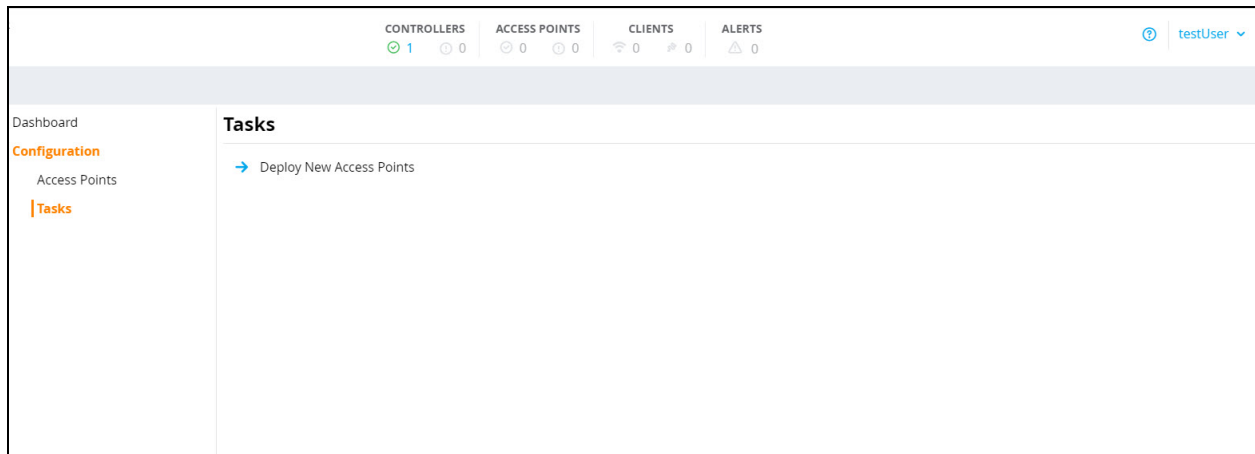 CONTROLLERS ACCESS POINTS CLIENTS ALERTS
1 0 0 0 0 0 0
testUser
Dashboard
Configuration
Access Points
Tasks
Tasks
Deploy New Access Points